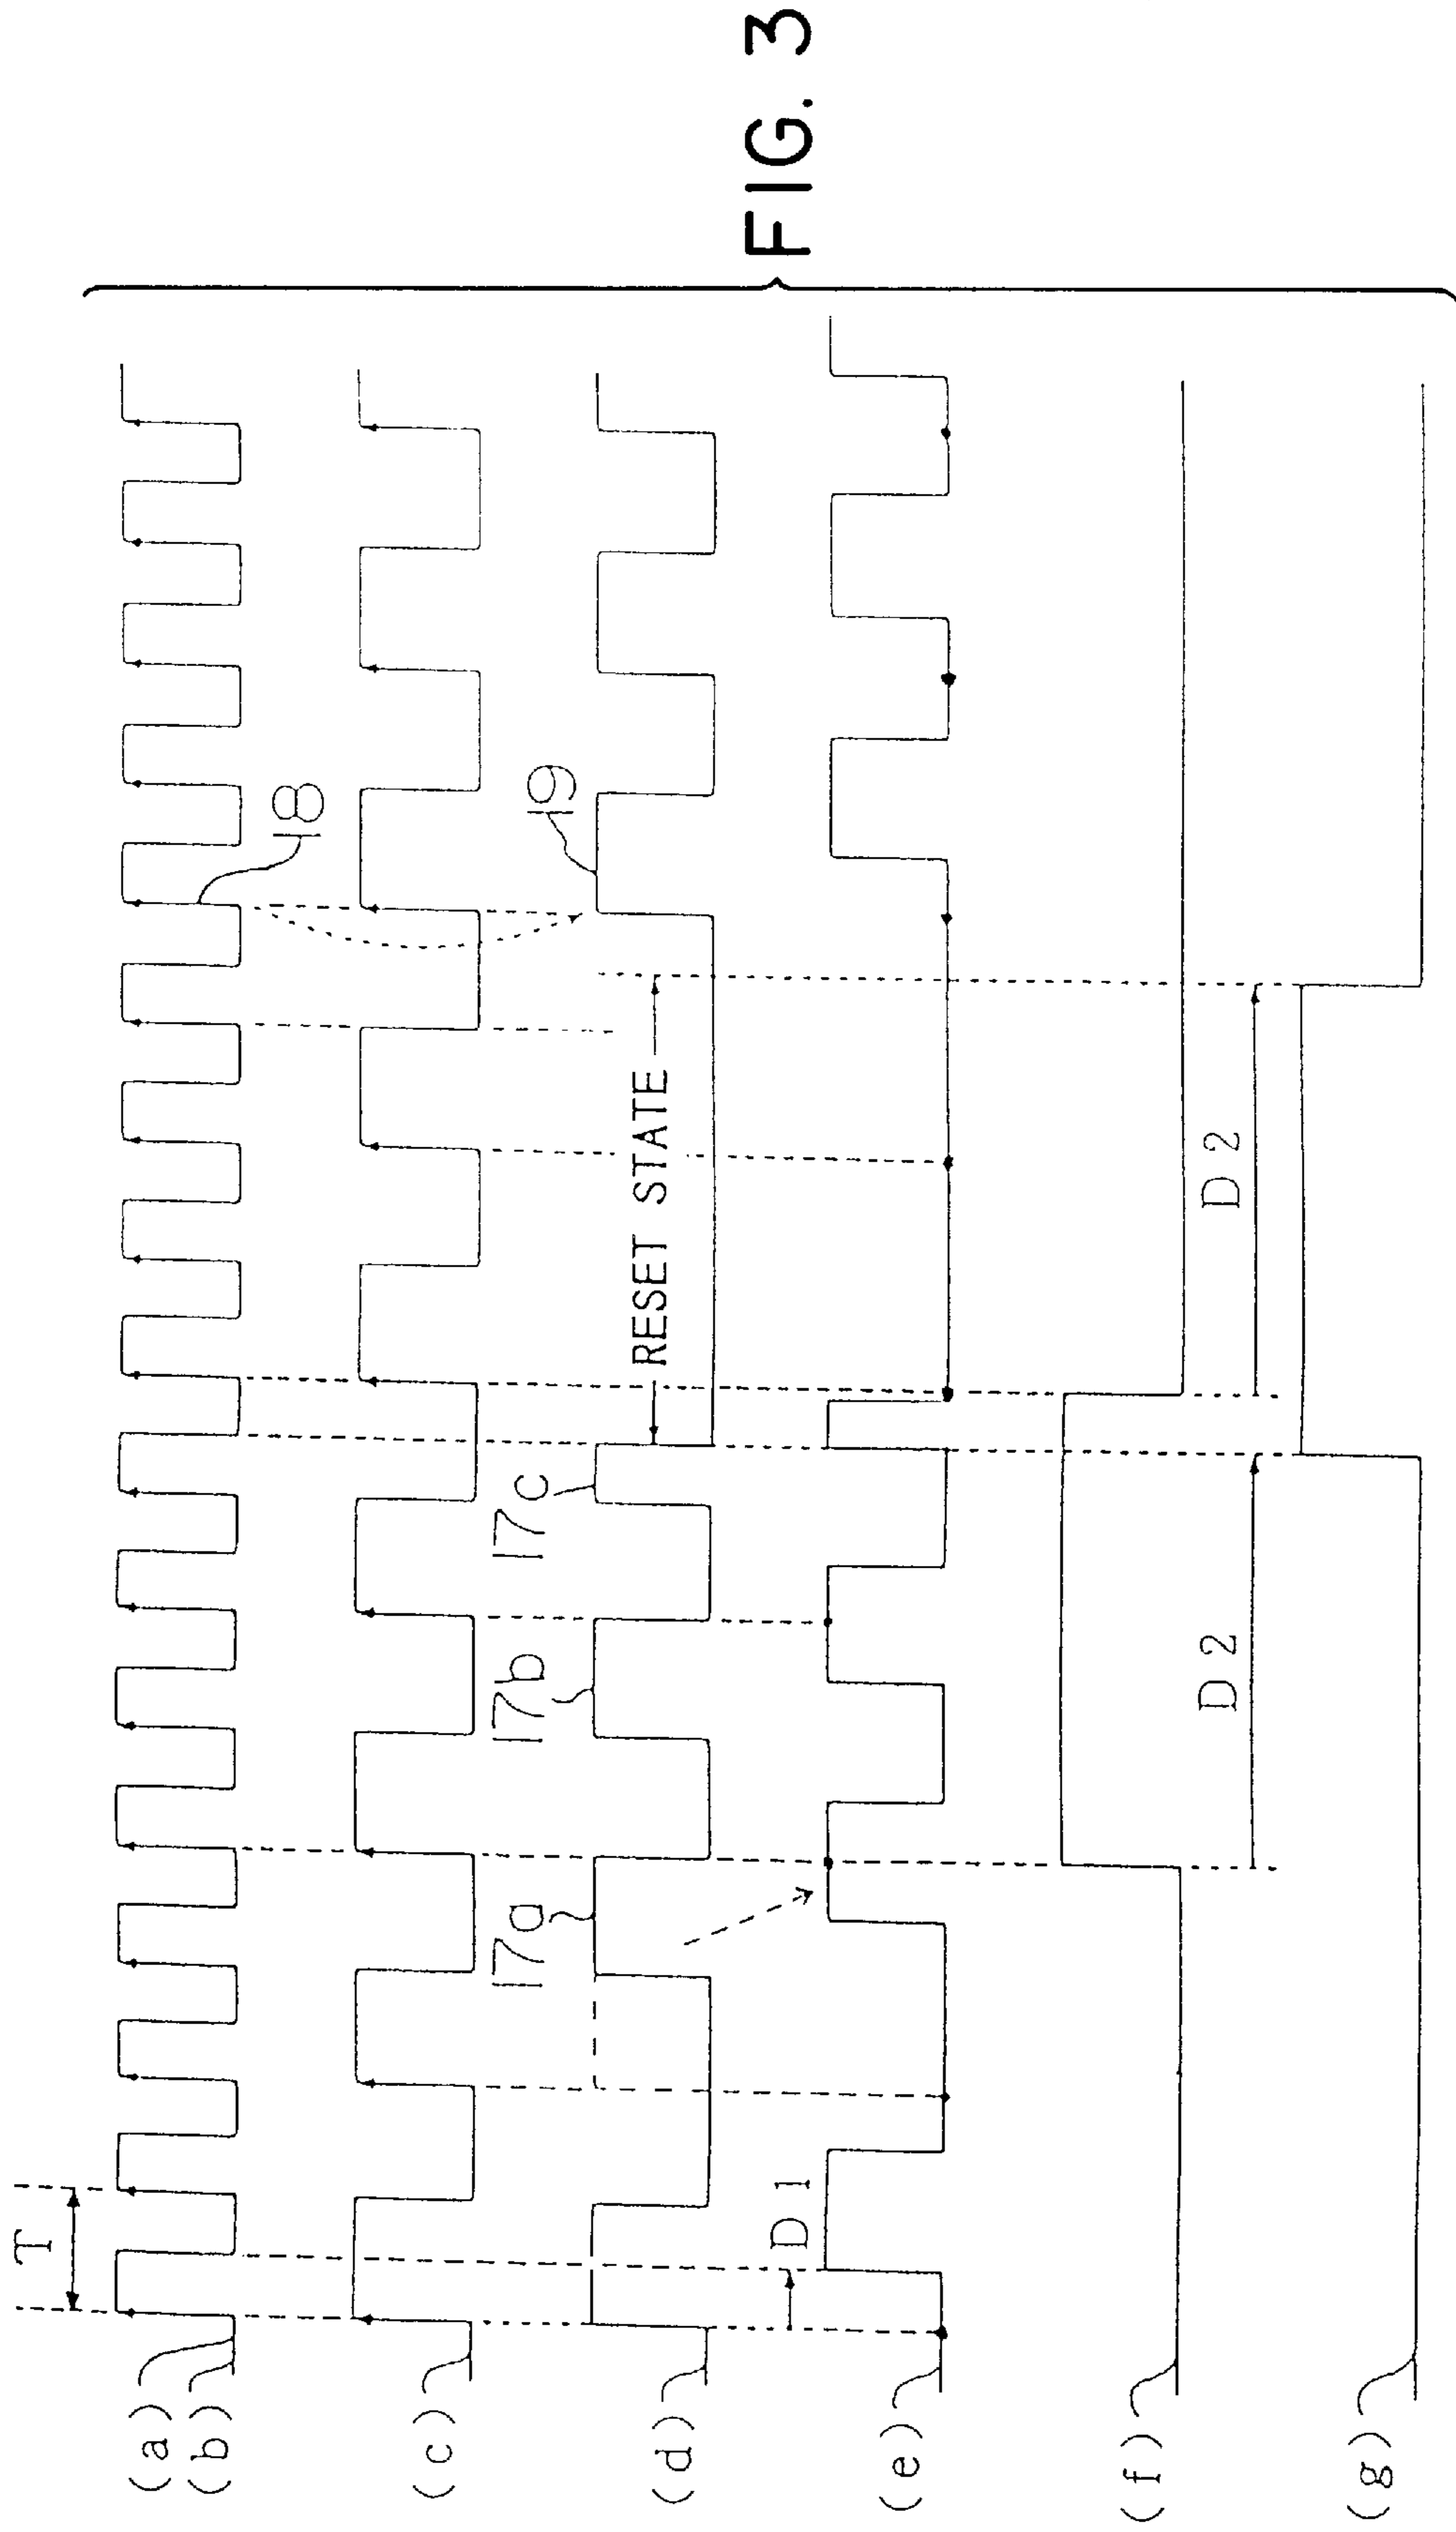 FIG. 3
T
(a)
(b)
18
(c)
17a
17b
17c
19
(d)
RESET STATE
D1
(e)
(f)
D2
D2
(g)